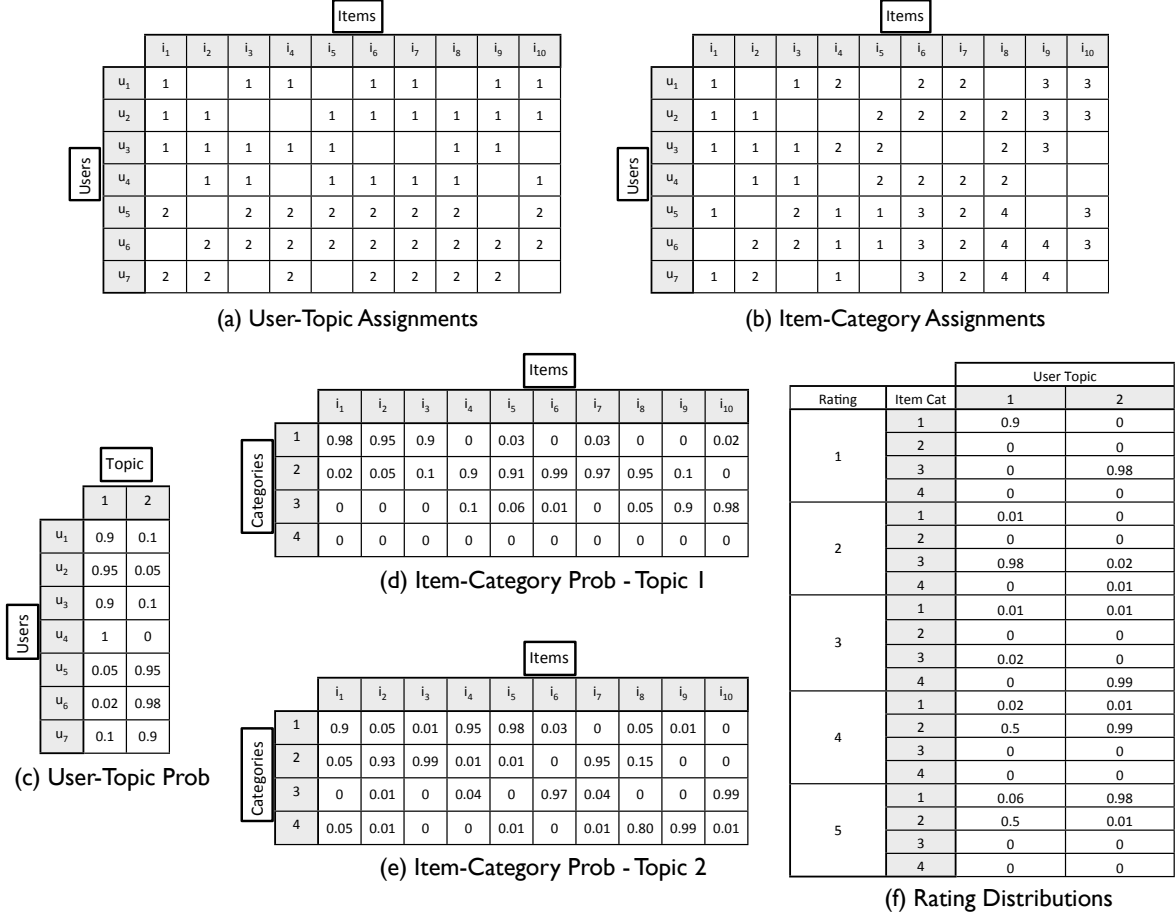 Items
i1 i2 i3 i4 i5 i6 i7 i8 i9 i10
Users
u1 1 1 1 1 1 1 1
u2 1 1 1 1 1 1 1 1
u3 1 1 1 1 1 1 1
u4 1 1 1 1 1 1 1
u5 2 2 2 2 2 2 2 2
u6 2 2 2 2 2 2 2 2 2
u7 2 2 2 2 2 2 2
(a) User-Topic Assignments
Items
i1 i2 i3 i4 i5 i6 i7 i8 i9 i10
Users
u1 1 1 2 2 2 3 3
u2 1 1 2 2 2 2 3 3
u3 1 1 1 2 2 2 3
u4 1 1 2 2 2 2
u5 1 2 1 1 3 2 4 3
u6 2 2 1 1 3 2 4 4 3
u7 1 2 1 3 2 4 4
(b) Item-Category Assignments
Topic
1 2
Users
u1 0.9 0.1
u2 0.95 0.05
u3 0.9 0.1
u4 1 0
u5 0.05 0.95
u6 0.02 0.98
u7 0.1 0.9
(c) User-Topic Prob
Items
i1 i2 i3 i4 i5 i6 i7 i8 i9 i10
Categories
1 0.98 0.95 0.9 0 0.03 0 0.03 0 0 0.02
2 0.02 0.05 0.1 0.9 0.91 0.99 0.97 0.95 0.1 0
3 0 0 0 0.1 0.06 0.01 0 0.05 0.9 0.98
4 0 0 0 0 0 0 0 0 0 0
(d) Item-Category Prob - Topic 1
Items
i1 i2 i3 i4 i5 i6 i7 i8 i9 i10
Categories
1 0.9 0.05 0.01 0.95 0.98 0.03 0 0.05 0.01 0
2 0.05 0.93 0.99 0.01 0.01 0 0.95 0.15 0 0
3 0 0.01 0 0.04 0 0.97 0.04 0 0 0.99
4 0.05 0.01 0 0 0.01 0 0.01 0.80 0.99 0.01
(e) Item-Category Prob - Topic 2
User Topic
Rating Item Cat 1 2
1
1 0.9 0
2 0 0
3 0 0.98
4 0 0
2
1 0.01 0
2 0 0
3 0.98 0.02
4 0 0.01
3
1 0.01 0.01
2 0 0
3 0.02 0
4 0 0.99
4
1 0.02 0.01
2 0.5 0.99
3 0 0
4 0 0
5
1 0.06 0.98
2 0.5 0.01
3 0 0
4 0 0
(f) Rating Distributions